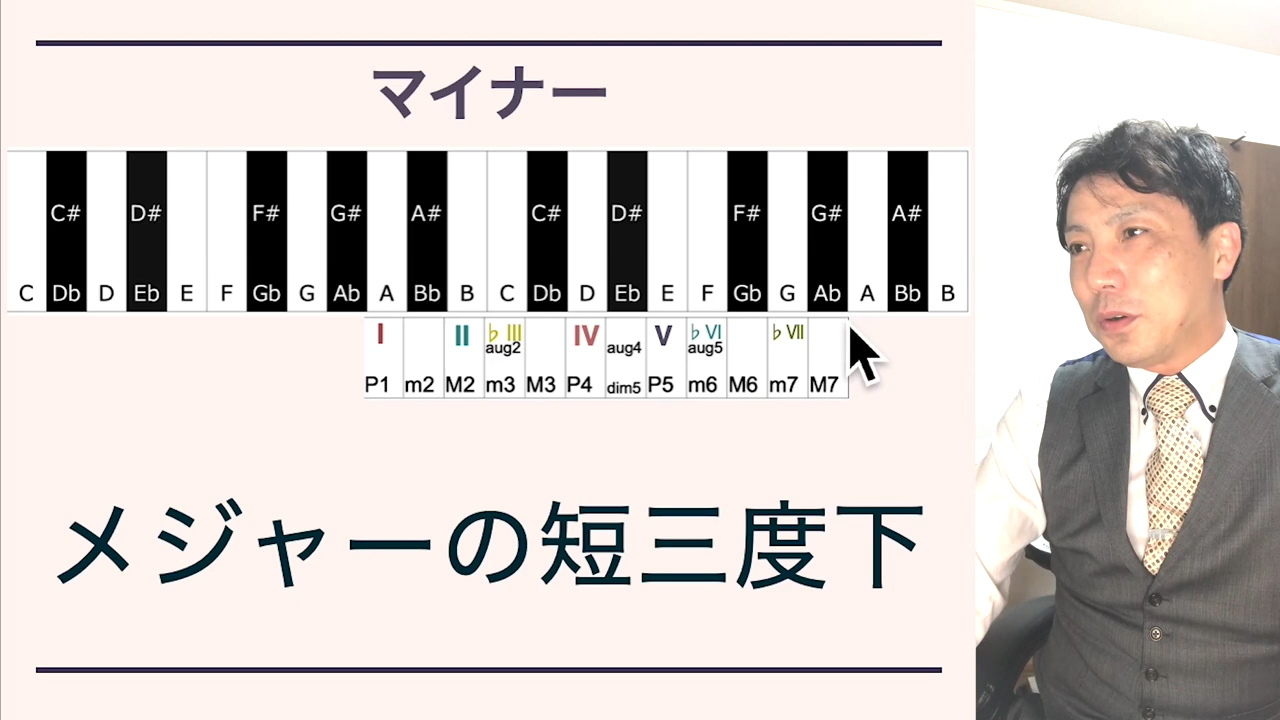 マイナー
C# D# F# G# A# C# D# F# G# A#
C Db D Eb E F Gb G Ab A Bb B C Db D Eb E F Gb G Ab A Bb B
I II ♭III IV V ♭VI ♭VII
aug2 aug4 aug5
P1 m2 M2 m3 M3 P4 dim5 P5 m6 M6 m7 M7
メジャーの短三度下